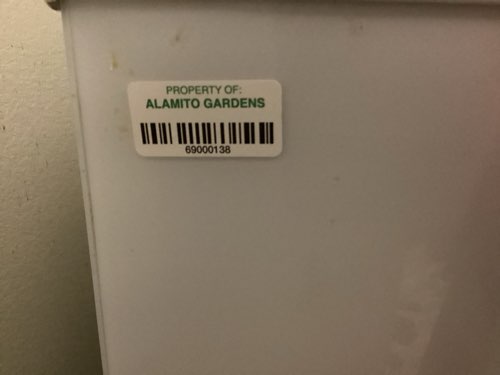 PROPERTY OF:
ALAMITO GARDENS
69000138